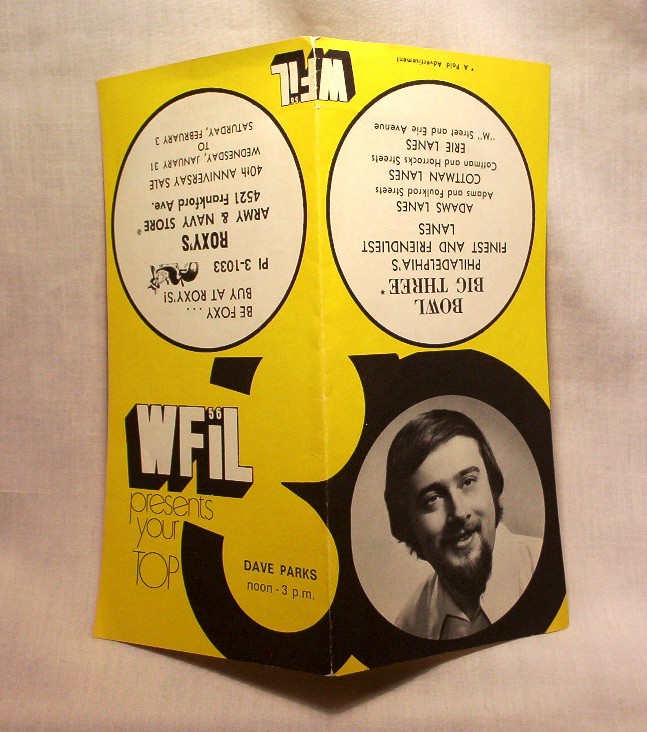 WFiL
56
presents
your
TOP
30
DAVE PARKS
noon - 3 p.m.
WFiL
56
* A Paid Advertisement
BE FOXY . . .
BUY AT ROXY'S!
PI 3-1033
ROXY'S
ARMY & NAVY STORE*
4521 Frankford Ave.
40th ANNIVERSARY SALE
WEDNESDAY, JANUARY 31
TO
SATURDAY, FEBRUARY 3
BOWL
BIG THREE*
PHILADELPHIA'S
FINEST AND FRIENDLIEST
LANES
ADAMS LANES
Adams and Foulkrod Streets
COTTMAN LANES
Cottman and Horrocks Streets
ERIE LANES
"M" Street and Erie Avenue